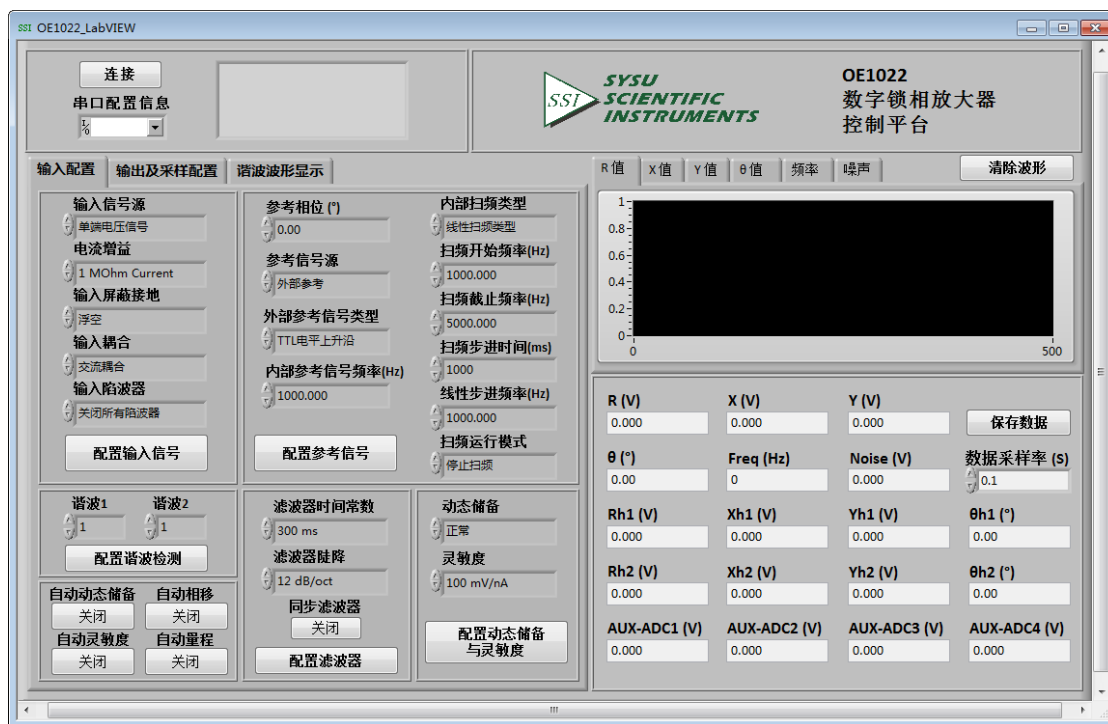 SSI OE1022_LabVIEW
连接
串口配置信息
I/O
SSI
SYSU
SCIENTIFIC
INSTRUMENTS
OE1022
数字锁相放大器
控制平台
输入配置 输出及采样配置 谐波波形显示
输入信号源
单端电压信号
电流增益
1 MOhm Current
输入屏蔽接地
浮空
输入耦合
交流耦合
输入陷波器
关闭所有陷波器
配置输入信号
参考相位 (°)
0.00
参考信号源
外部参考
外部参考信号类型
TTL电平上升沿
内部参考信号频率(Hz)
1000.000
配置参考信号
内部扫频类型
线性扫频类型
扫频开始频率(Hz)
1000.000
扫频截止频率(Hz)
5000.000
扫频步进时间(ms)
1000
线性步进频率(Hz)
1000.000
扫频运行模式
停止扫频
谐波1 谐波2
1 1
配置谐波检测
自动动态储备 自动相移
关闭 关闭
自动灵敏度 自动量程
关闭 关闭
滤波器时间常数
300 ms
滤波器陡降
12 dB/oct
同步滤波器
关闭
配置滤波器
动态储备
正常
灵敏度
100 mV/nA
配置动态储备
与灵敏度
R 值 X 值 Y 值 θ 值 频率 噪声
清除波形
1
0.8
0.6
0.4
0.2
0
0 500
R (V) X (V) Y (V)
0.000 0.000 0.000
保存数据
θ (°) Freq (Hz) Noise (V) 数据采样率 (S)
0.00 0 0.000 0.1
Rh1 (V) Xh1 (V) Yh1 (V) θh1 (°)
0.000 0.000 0.000 0.00
Rh2 (V) Xh2 (V) Yh2 (V) θh2 (°)
0.000 0.000 0.000 0.00
AUX-ADC1 (V) AUX-ADC2 (V) AUX-ADC3 (V) AUX-ADC4 (V)
0.000 0.000 0.000 0.000